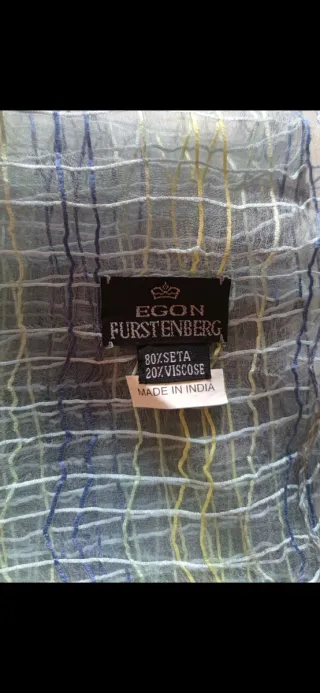 EGON
FURSTENBERG
80%SETA
20%VISCOSE
MADE IN INDIA